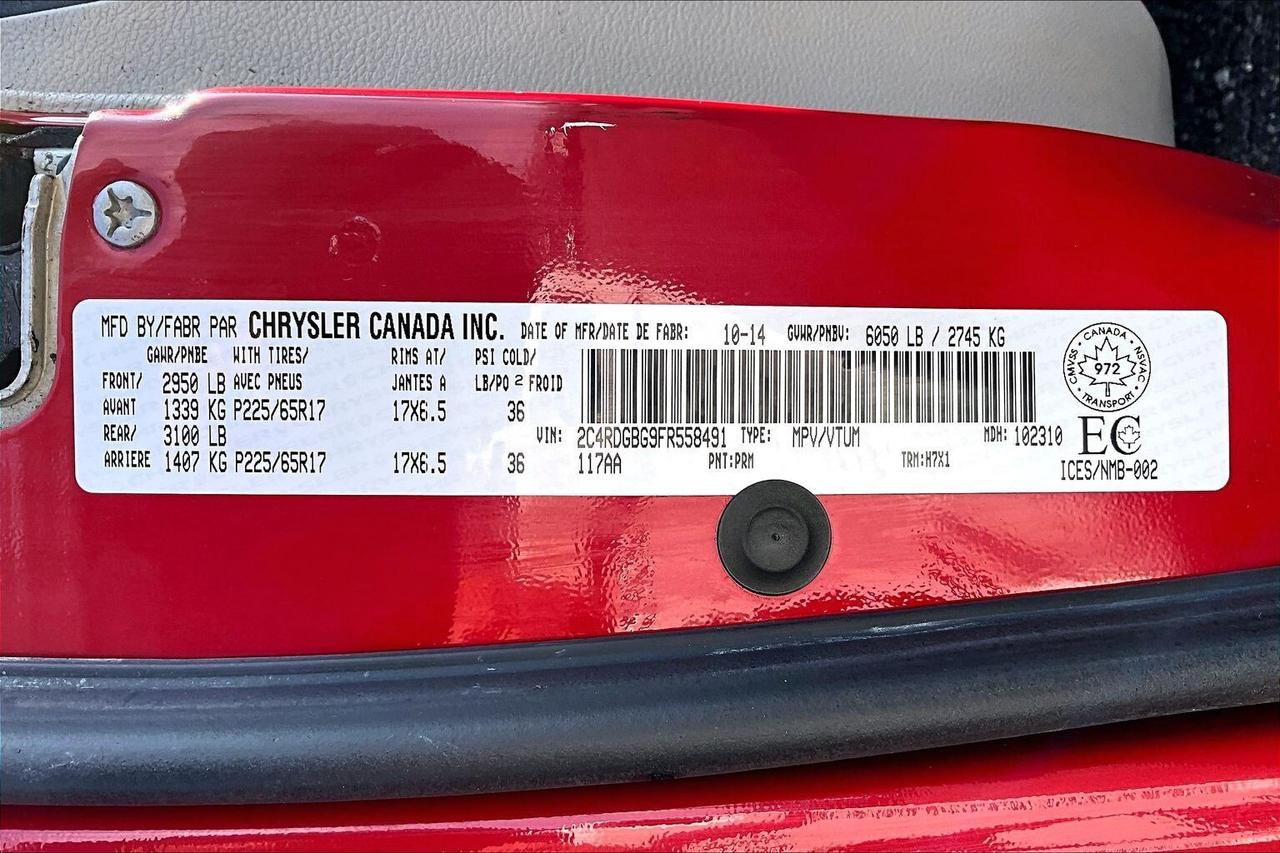 MFD BY/FABR PAR CHRYSLER CANADA INC. DATE OF MFR/DATE DE FABR: 10-14 GVWR/PNBV: 6050 LB / 2745 KG
GAWR/PNBE WITH TIRES/ RIMS AT/ PSI COLD/
FRONT/ 2950 LB AVEC PNEUS JANTES A LB/PO² FROID
AVANT 1339 KG P225/65R17 17X6.5 36
REAR/ 3100 LB VIN: 2C4RDGBG9FR558491 TYPE: MPV/VTUM MDH: 102310
ARRIERE 1407 KG P225/65R17 17X6.5 36 117AA PNT:PRM TRM:H7X1
CANADA
CMVSS 972 NSVAC
TRANSPORT
EC
ICES/NMB-002